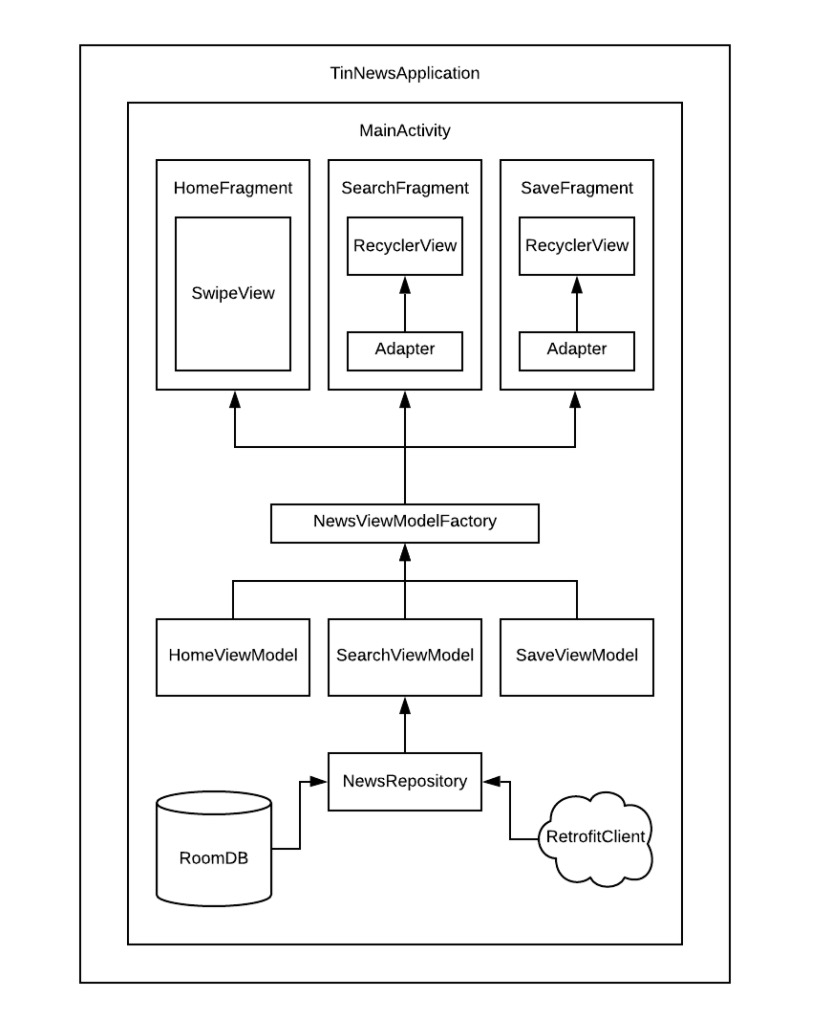 TinNewsApplication
MainActivity
HomeFragment
SearchFragment
SaveFragment
SwipeView
RecyclerView
RecyclerView
Adapter
Adapter
NewsViewModelFactory
HomeViewModel
SearchViewModel
SaveViewModel
NewsRepository
RoomDB
RetrofitClient